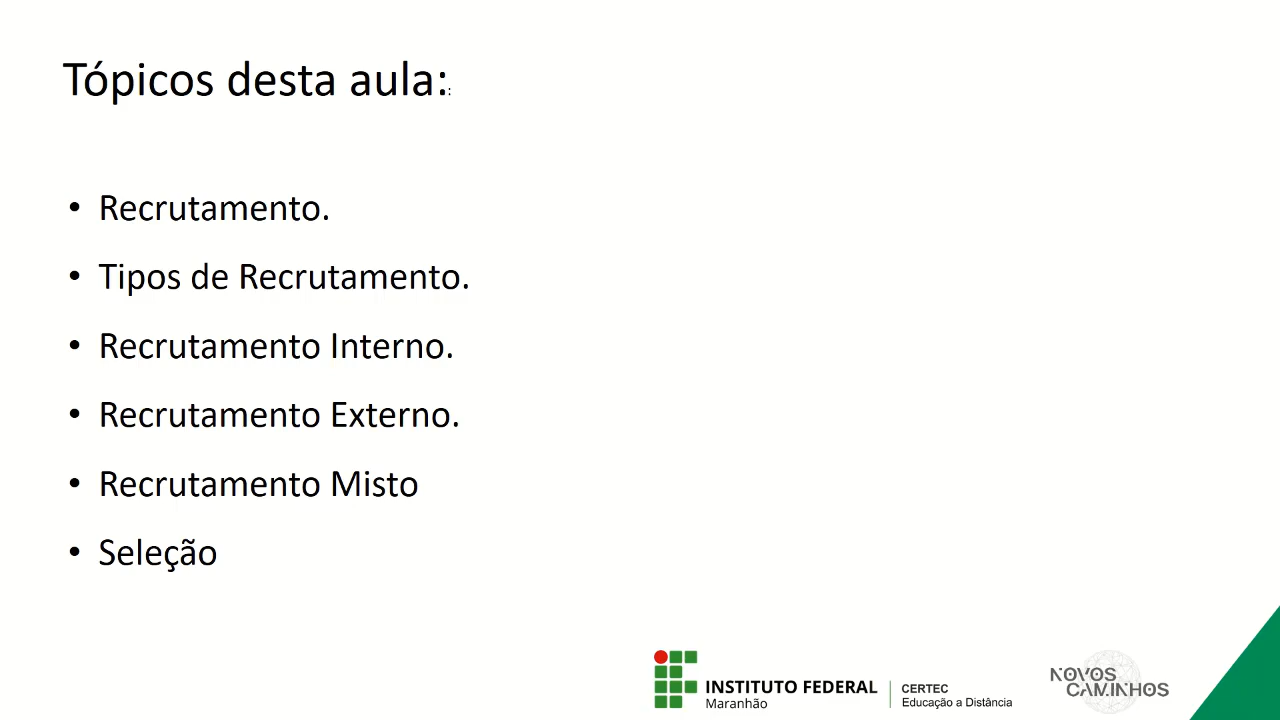 Tópicos desta aula::
• Recrutamento.
• Tipos de Recrutamento.
• Recrutamento Interno.
• Recrutamento Externo.
• Recrutamento Misto
• Seleção
INSTITUTO FEDERAL
Maranhão
CERTEC
Educação a Distância
NOVOS
CAMINHOS